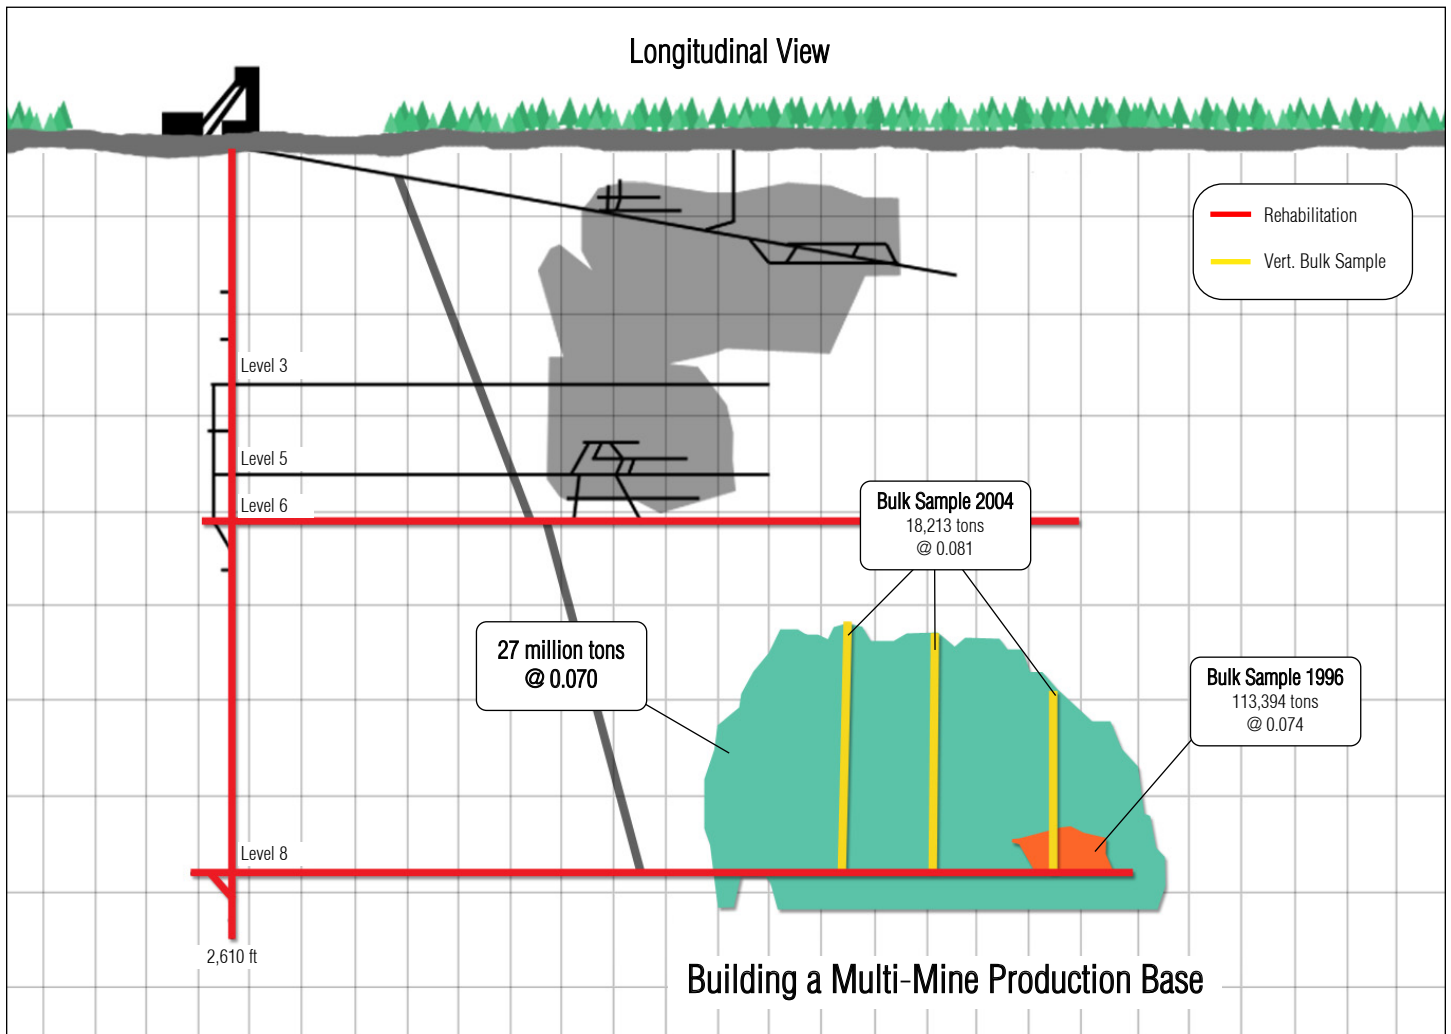 Longitudinal View
Rehabilitation
Vert. Bulk Sample
Level 3
Level 5
Level 6
Bulk Sample 2004
18,213 tons
@ 0.081
27 million tons
@ 0.070
Bulk Sample 1996
113,394 tons
@ 0.074
Level 8
2,610 ft
Building a Multi-Mine Production Base